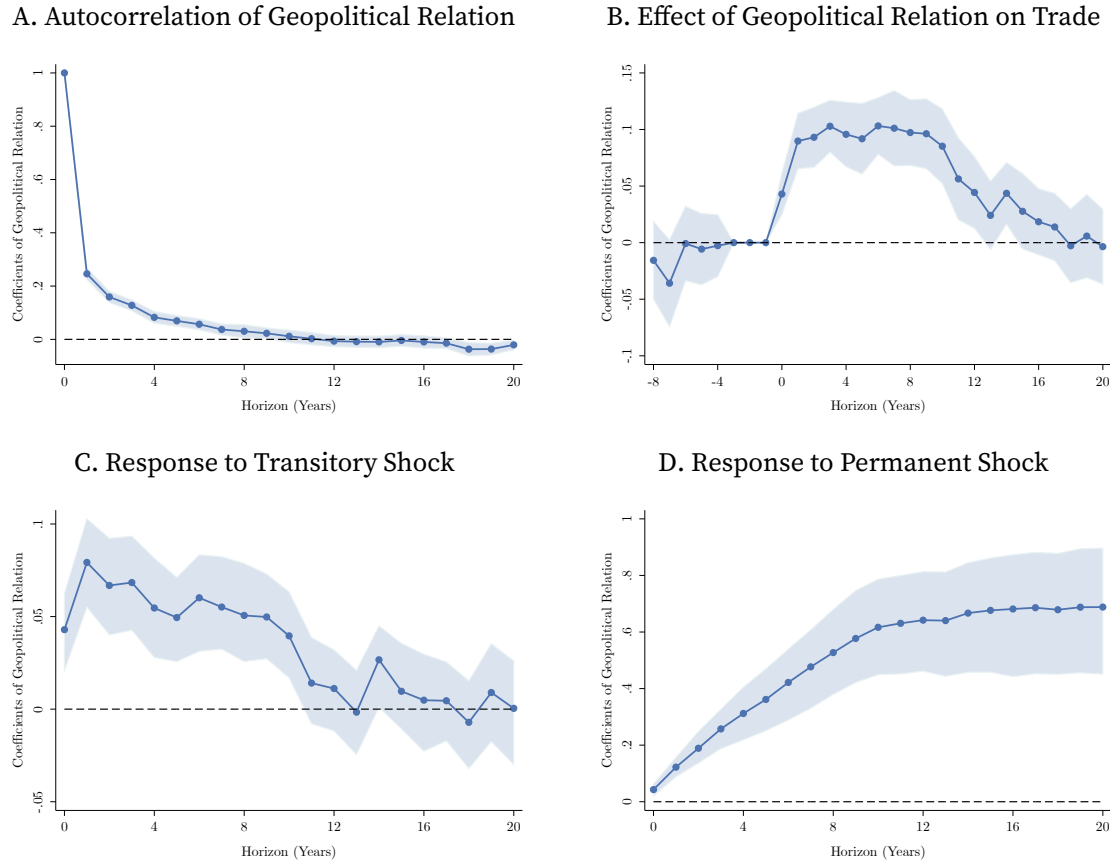 A. Autocorrelation of Geopolitical Relation
Coefficients of Geopolitical Relation
1
.8
.6
.4
.2
0
0 4 8 12 16 20
Horizon (Years)
B. Effect of Geopolitical Relation on Trade
Coefficients of Geopolitical Relation
.15
.1
.05
0
-.05
-.1
-8 -4 0 4 8 12 16 20
Horizon (Years)
C. Response to Transitory Shock
Coefficients of Geopolitical Relation
.1
.05
0
-.05
0 4 8 12 16 20
Horizon (Years)
D. Response to Permanent Shock
Coefficients of Geopolitical Relation
1
.8
.6
.4
.2
0
0 4 8 12 16 20
Horizon (Years)